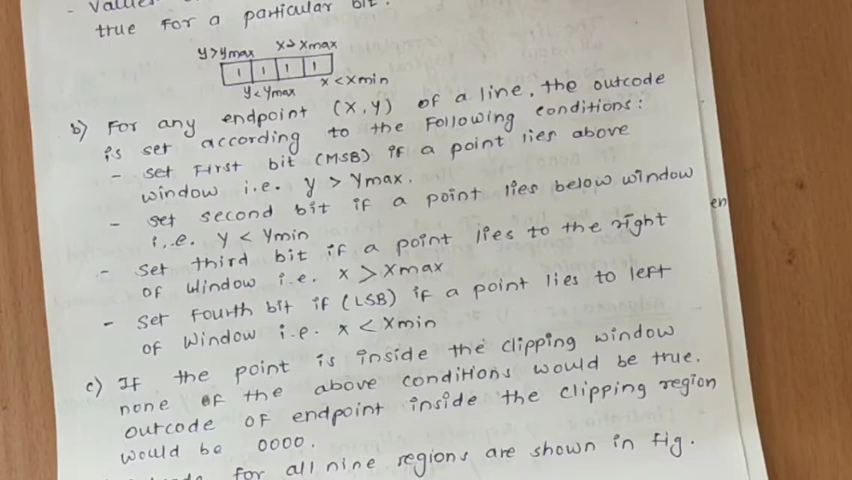 - Values
true for a particular bit.
y>ymax x>xmax
1 1 1 1
y<ymax x<xmin
b) For any endpoint (x,y) of a line, the outcode
is set according to the following conditions:
- set First bit (MSB) if a point lies above
window i.e. y > ymax.
- set second bit if a point lies below window
i.e. y < ymin
- set third bit if a point lies to the right
of window i.e. x > xmax
- set fourth bit if (LSB) if a point lies to left
of window i.e. x < xmin
en
c) If the point is inside the clipping window
none of the above conditions would be true.
outcode of endpoint inside the clipping region
would be 0000.
for all nine regions are shown in fig.